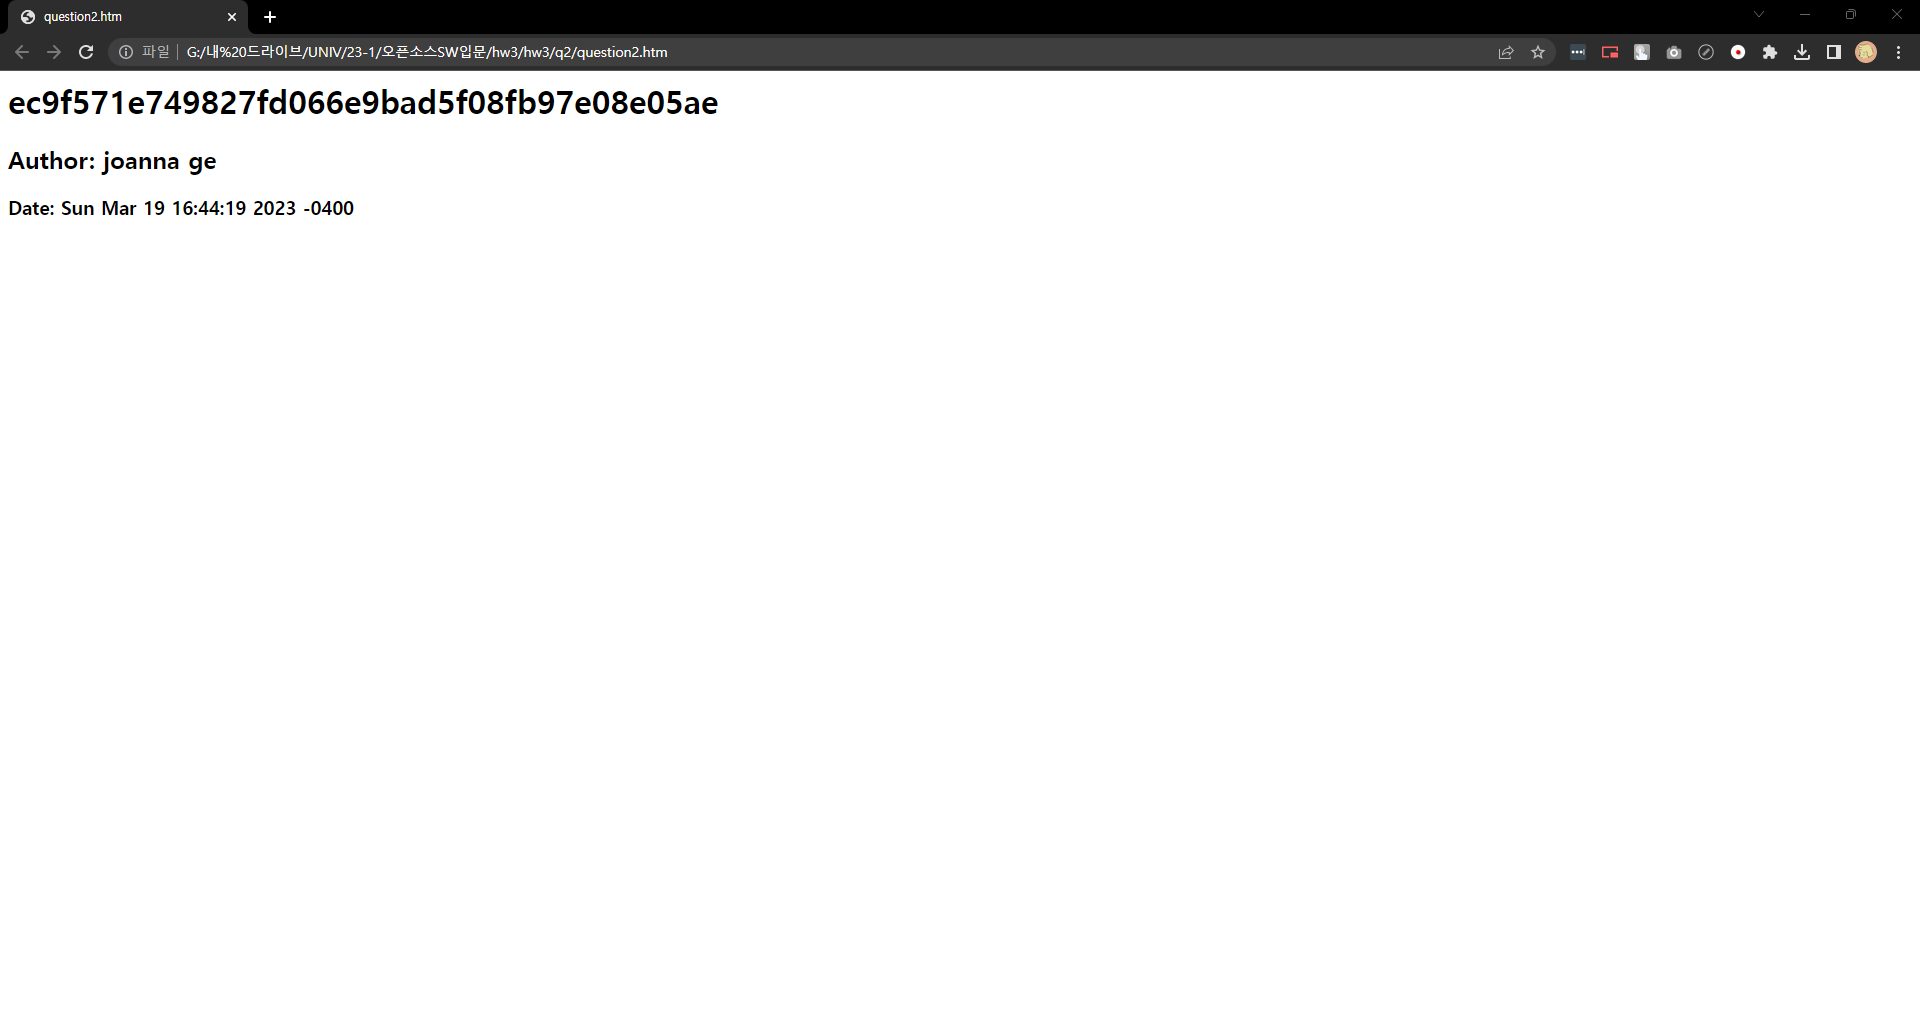 question2.htm
파일 G:/내%20드라이브/UNIV/23-1/오픈소스SW입문/hw3/hw3/q2/question2.htm
ec9f571e749827fd066e9bad5f08fb97e08e05ae
Author: joanna ge
Date: Sun Mar 19 16:44:19 2023 -0400